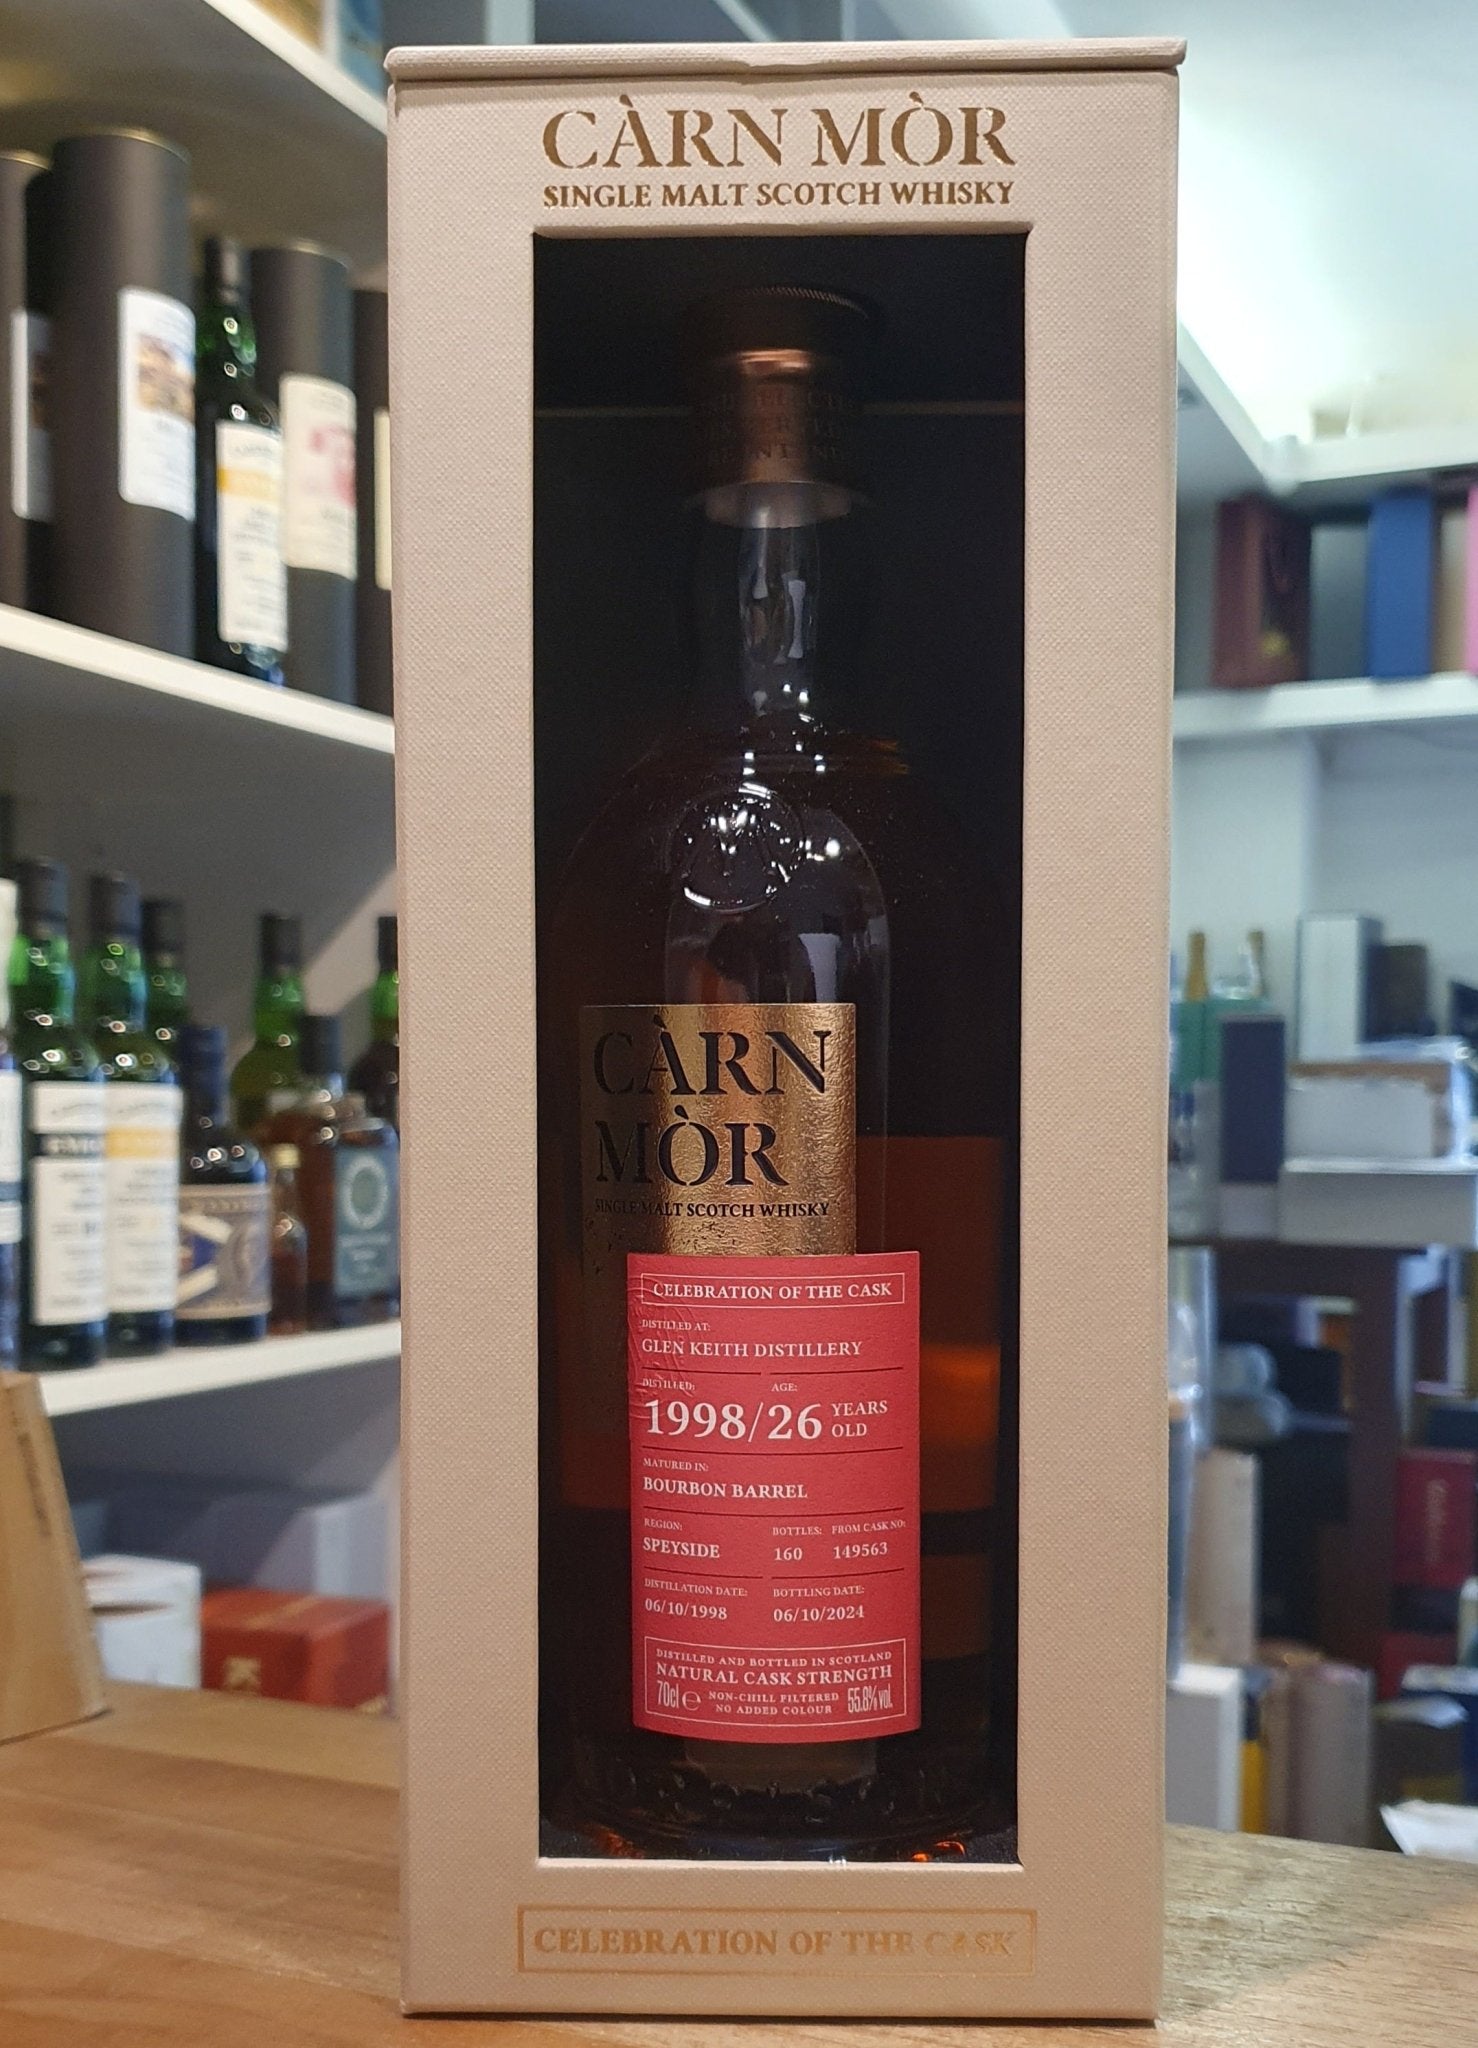 CÀRN MÒR
SINGLE MALT SCOTCH WHISKY
CÀRN
MÒR
SINGLE MALT SCOTCH WHISKY
CELEBRATION OF THE CASK
DISTILLED AT:
GLEN KEITH DISTILLERY
DISTILLED: AGE:
1998/26 YEARS OLD
MATURED IN:
BOURBON BARREL
REGION: BOTTLES: FROM CASK NO:
SPEYSIDE 160 149563
DISTILLATION DATE: BOTTLING DATE:
06/10/1998 06/10/2024
DISTILLED AND BOTTLED IN SCOTLAND
NATURAL CASK STRENGTH
70cl ℮ NON-CHILL FILTERED 55.8% vol.
NO ADDED COLOUR
CELEBRATION OF THE CASK